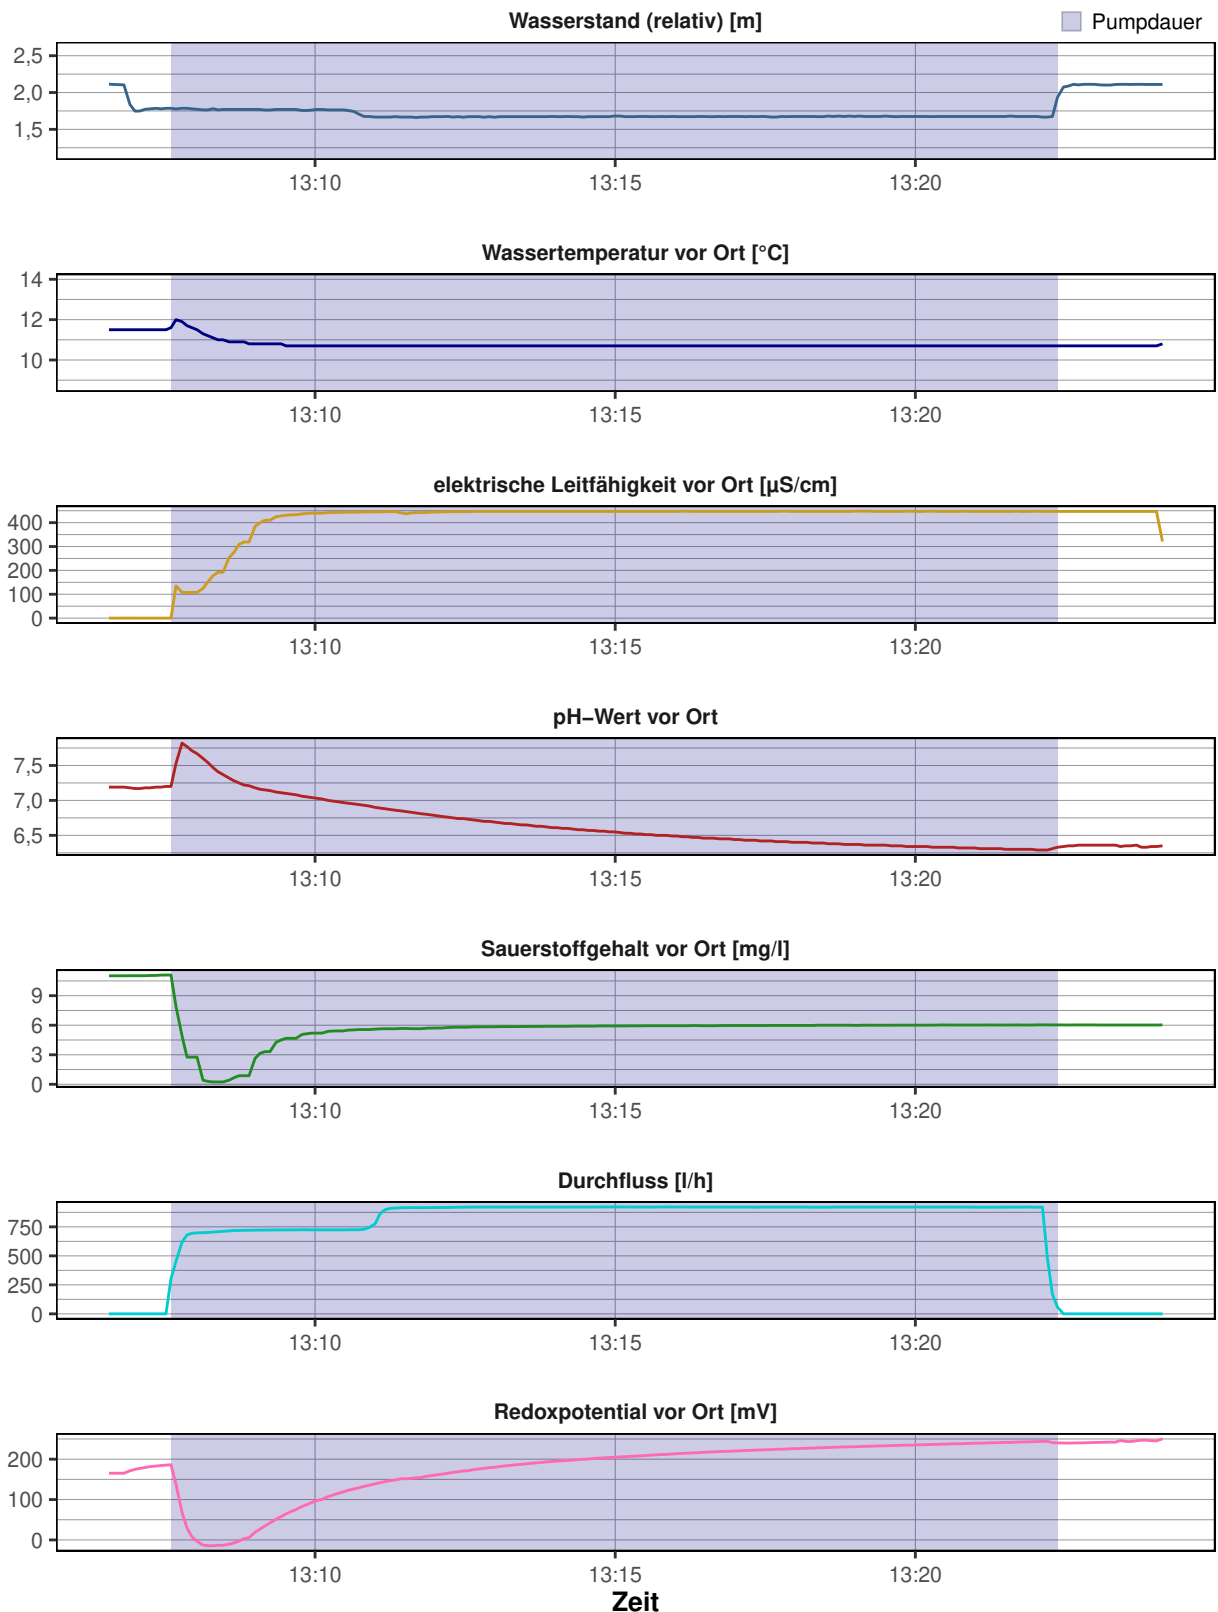 Wasserstand (relativ) [m]
Pumpdauer
2,5
2,0
1,5
13:10 13:15 13:20
Wassertemperatur vor Ort [°C]
14
12
10
13:10 13:15 13:20
elektrische Leitfähigkeit vor Ort [µS/cm]
400
300
200
100
0
13:10 13:15 13:20
pH−Wert vor Ort
7,5
7,0
6,5
13:10 13:15 13:20
Sauerstoffgehalt vor Ort [mg/l]
9
6
3
0
13:10 13:15 13:20
Durchfluss [l/h]
750
500
250
0
13:10 13:15 13:20
Redoxpotential vor Ort [mV]
200
100
0
13:10 13:15 13:20
Zeit